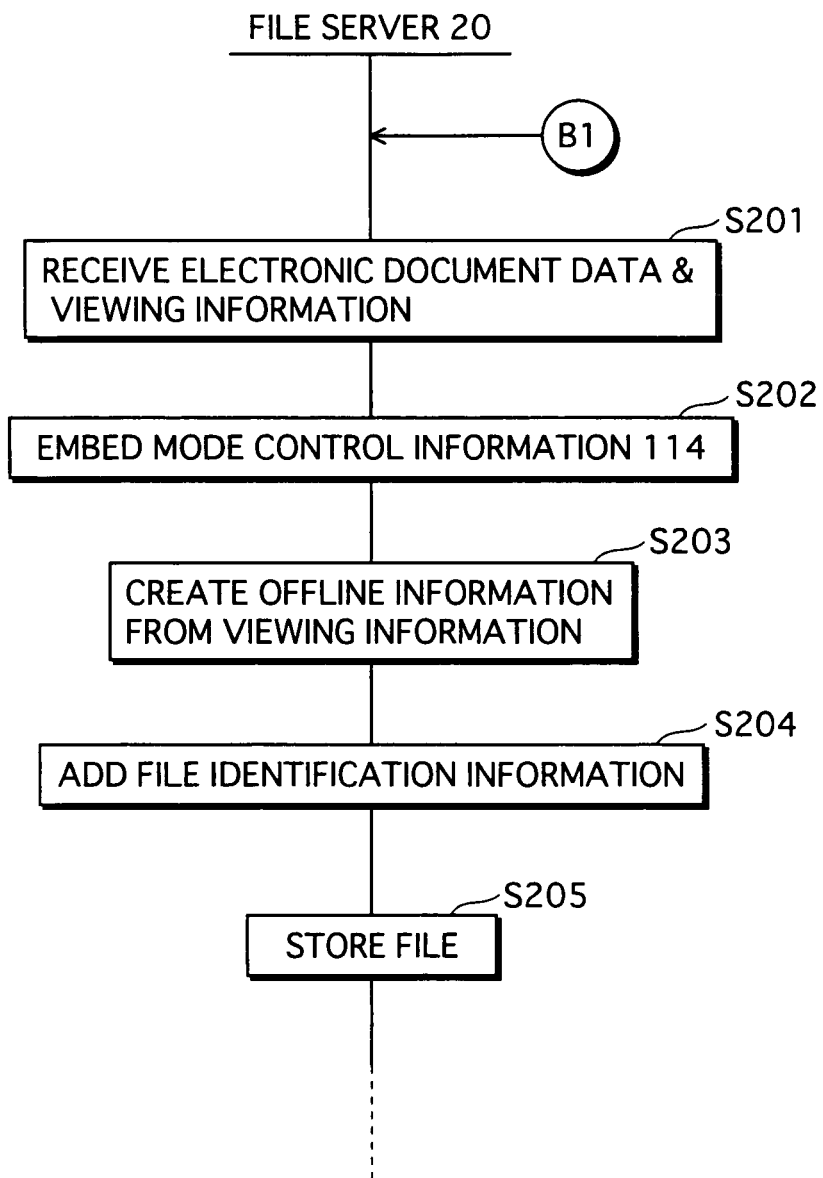 FILE SERVER 20
B1
S201
RECEIVE ELECTRONIC DOCUMENT DATA &
VIEWING INFORMATION
S202
EMBED MODE CONTROL INFORMATION 114
S203
CREATE OFFLINE INFORMATION
FROM VIEWING INFORMATION
S204
ADD FILE IDENTIFICATION INFORMATION
S205
STORE FILE